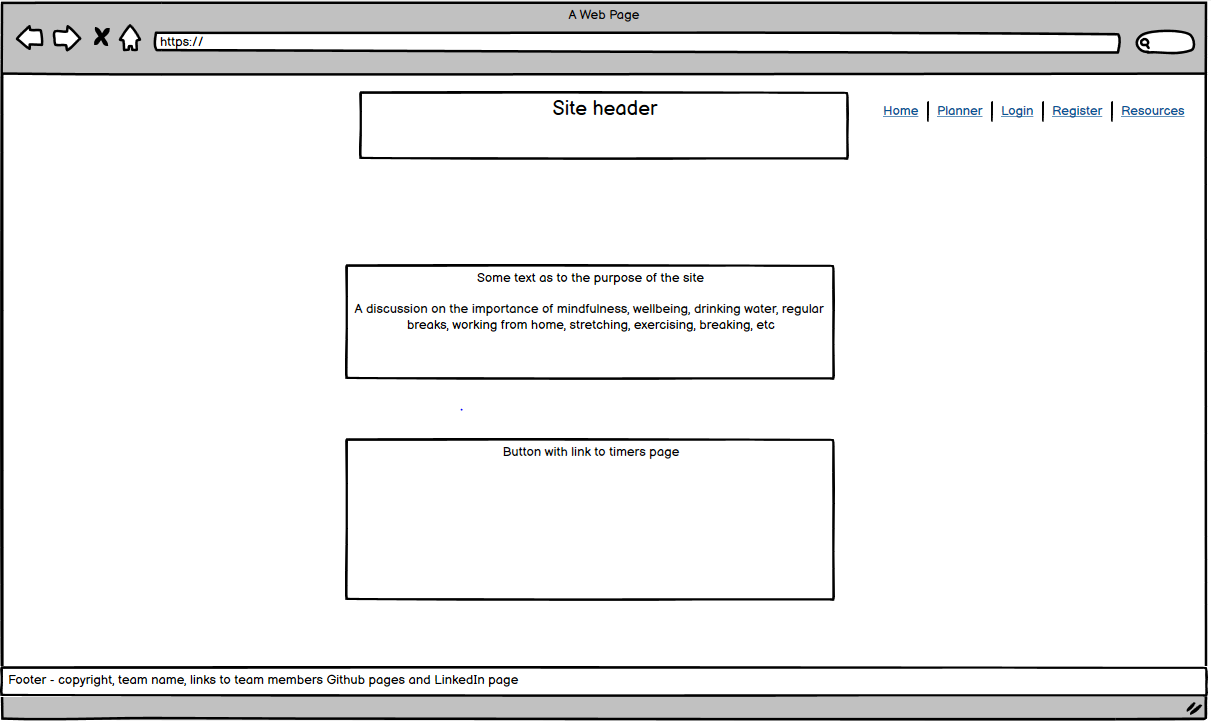 A Web Page
https://
Site header
Home Planner Login Register Resources
Some text as to the purpose of the site
A discussion on the importance of mindfulness, wellbeing, drinking water, regular
breaks, working from home, stretching, exercising, breaking, etc
Button with link to timers page
Footer - copyright, team name, links to team members Github pages and LinkedIn page